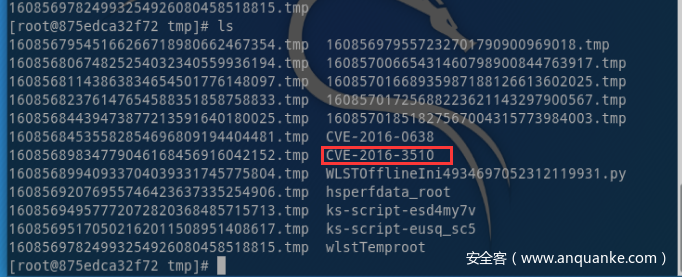 16085697824993254926080458518815.tmp
[root@875edca32f72 tmp]# ls
16085679545166266718980662467354.tmp 1608569795572327017909009​69018.tmp
16085680674825254032340559936194.tmp 16085700665431460798900844763917.tmp
16085681143863834654501776148097.tmp 16085701668935987188126613602025.tmp
16085682376147654588351858758833.tmp 16085701725688223621143297900567.tmp
16085684439473877213591640180025.tmp 16085701851827567004315773984003.tmp
16085684535582854696809194404481.tmp CVE-2016-0638
16085689834779046168456916042152.tmp CVE-2016-3510
16085689940933704039331745775804.tmp WLSTOfflineIni4934697052312119931.py
16085692076955746423637335254906.tmp hsperfdata_root
16085694957772072820368485715713.tmp ks-script-esd4my7v
16085695170502162011508951408617.tmp ks-script-eusq_sc5
16085697824993254926080458518815.tmp wlstTemproot
[root@875edca32f72 tmp]#
安全客 (www.anquanke.com)